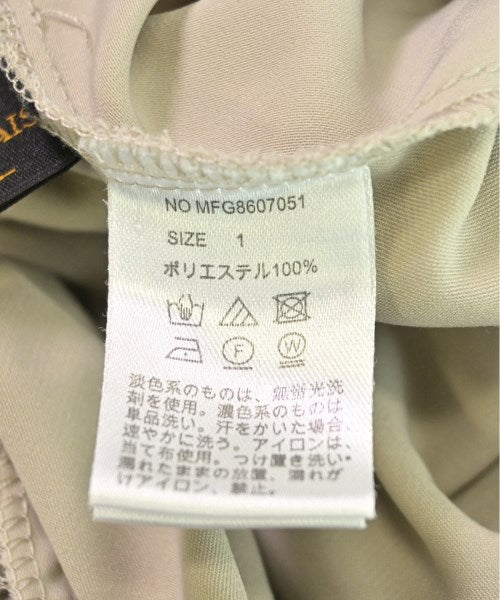 AIS
L
NO MFG8607051
SIZE 1
ポリエステル100%
F
W
淡色系のものは、無蛍光洗
剤を使用。濃色系のものは
単品洗い。汗をかいた場合、
速やかに洗う。アイロンは、
当て布使用。つけ置き洗い・
濡れたままの放置、濡れが
けアイロン、禁止。